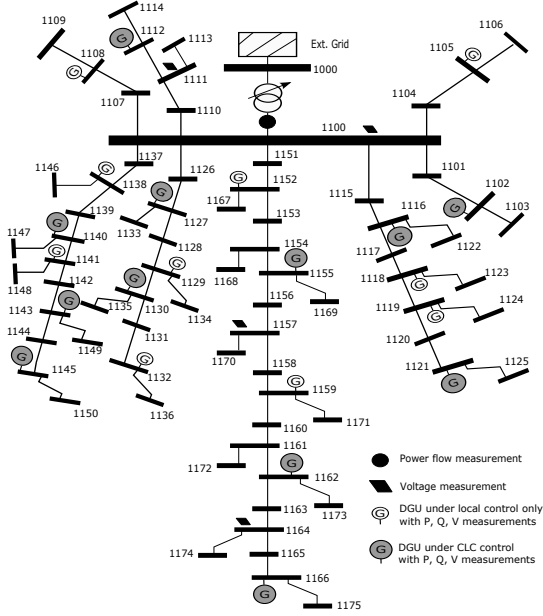 1114
1109
1112
1113
Ext. Grid
1106
1108
G
1105
G
G
1111
1000
1107
1110
1104
1100
1137
1151
1126
1101
1146
G
1138
G
1152
1115
1102
1116
G
1139
G
1127
1167
1153
G
1103
G
1147
1140
1133
1128
1154
G
1117
1122
G
1141
G
1129
G
1155
1118
1123
1148
1142
G
1168
G
1143
G
1135
1130
1134
1156
1169
1119
G
1124
1144
1149
1131
1157
1120
G
1145
G
1132
1170
1158
1121
1125
G
1150
1136
G
1159
1160
1171
1161
1172
G
1162
Power flow measurement
Voltage measurement
1163
1173
G
DGU under local control only
with P, Q, V measurements
1164
1174
1165
G
DGU under CLC control
with P, Q, V measurements
1166
G
1175